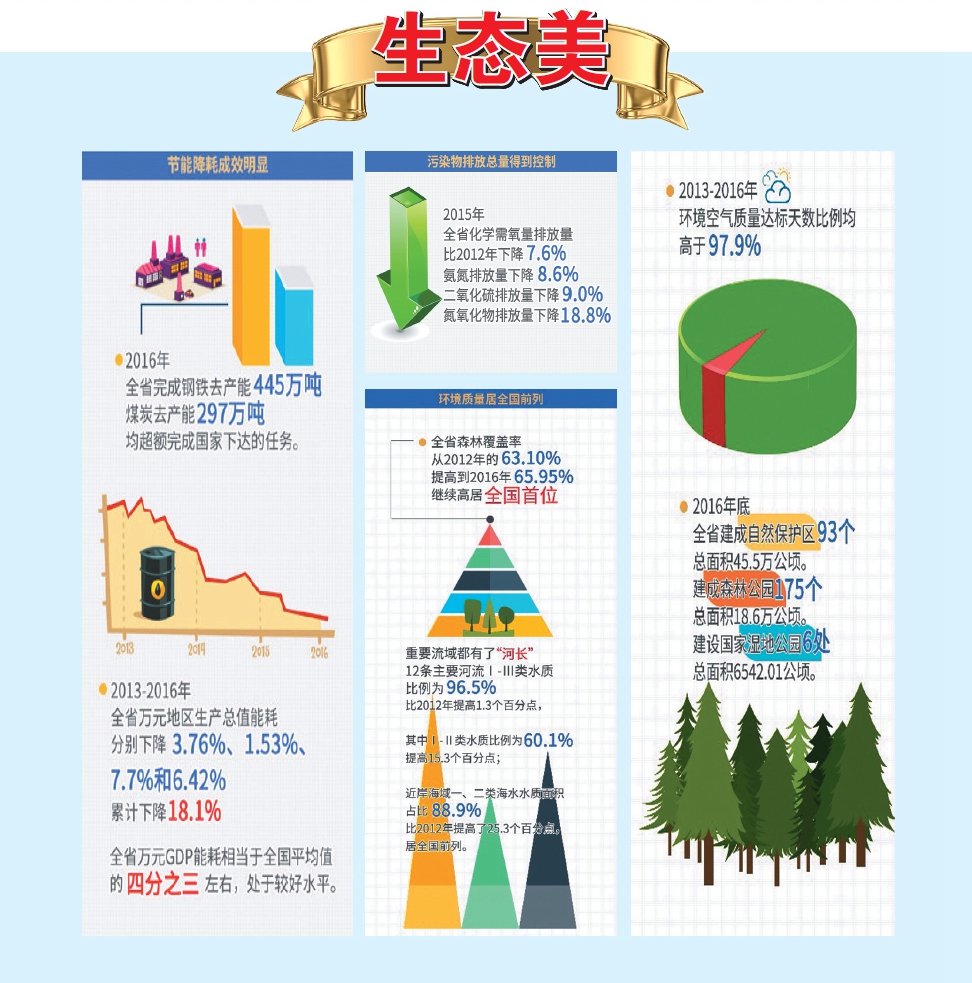 生态美
节能降耗成效明显
2016年
全省完成钢铁去产能445万吨
煤炭去产能297万吨
均超额完成国家下达的任务。
2013
2014
2015
2016
2013-2016年
全省万元地区生产总值能耗
分别下降 3.76%、1.53%、
7.7%和6.42%
累计下降18.1%
全省万元GDP能耗相当于全国平均值
的 四分之三 左右，处于较好水平。
污染物排放总量得到控制
2015年
全省化学需氧量排放量
比2012年下降 7.6%
氨氮排放量下降 8.6%
二氧化硫排放量下降 9.0%
氮氧化物排放量下降18.8%
环境质量居全国前列
全省森林覆盖率
从2012年的 63.10%
提高到2016年 65.95%
继续高居 全国首位
重要流域都有了“河长”
12条主要河流Ⅰ-Ⅲ类水质
比例为 96.5%
比2012年提高1.3个百分点，
其中Ⅰ-Ⅱ类水质比例为60.1%
提高15.3个百分点；
近岸海域一、二类海水水质面积
占比 88.9%
比2012年提高了25.3个百分点，
居全国前列。
2013-2016年
环境空气质量达标天数比例均
高于 97.9%
2016年底
全省建成自然保护区93个
总面积45.5万公顷。
建成森林公园175个
总面积18.6万公顷。
建设国家湿地公园6处
总面积6542.01公顷。